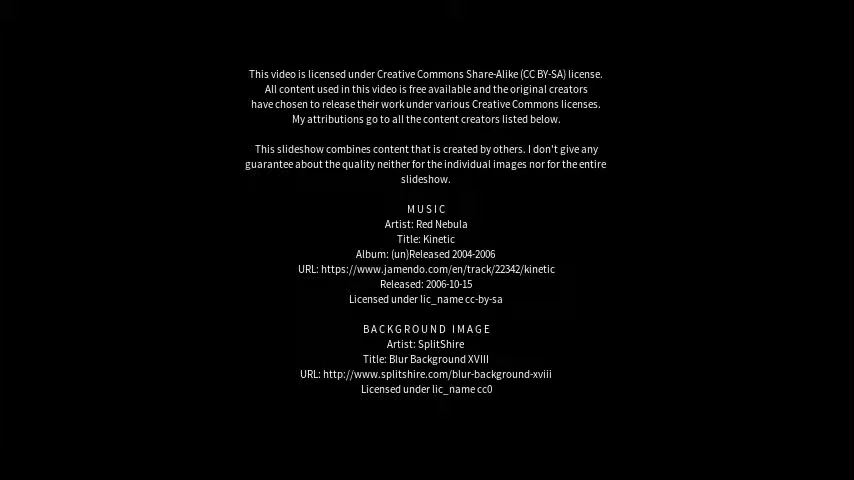 This video is licensed under Creative Commons Share-Alike (CC BY-SA) license.
All content used in this video is free available and the original creators
have chosen to release their work under various Creative Commons licenses.
My attributions go to all the content creators listed below.
This slideshow combines content that is created by others. I don't give any
guarantee about the quality neither for the individual images nor for the entire
slideshow.
MUSIC
Artist: Red Nebula
Title: Kinetic
Album: (un)Released 2004-2006
URL: https://www.jamendo.com/en/track/22342/kinetic
Released: 2006-10-15
Licensed under lic_name cc-by-sa
BACKGROUND IMAGE
Artist: SplitShire
Title: Blur Background XVIII
URL: http://www.splitshire.com/blur-background-xviii
Licensed under lic_name cc0